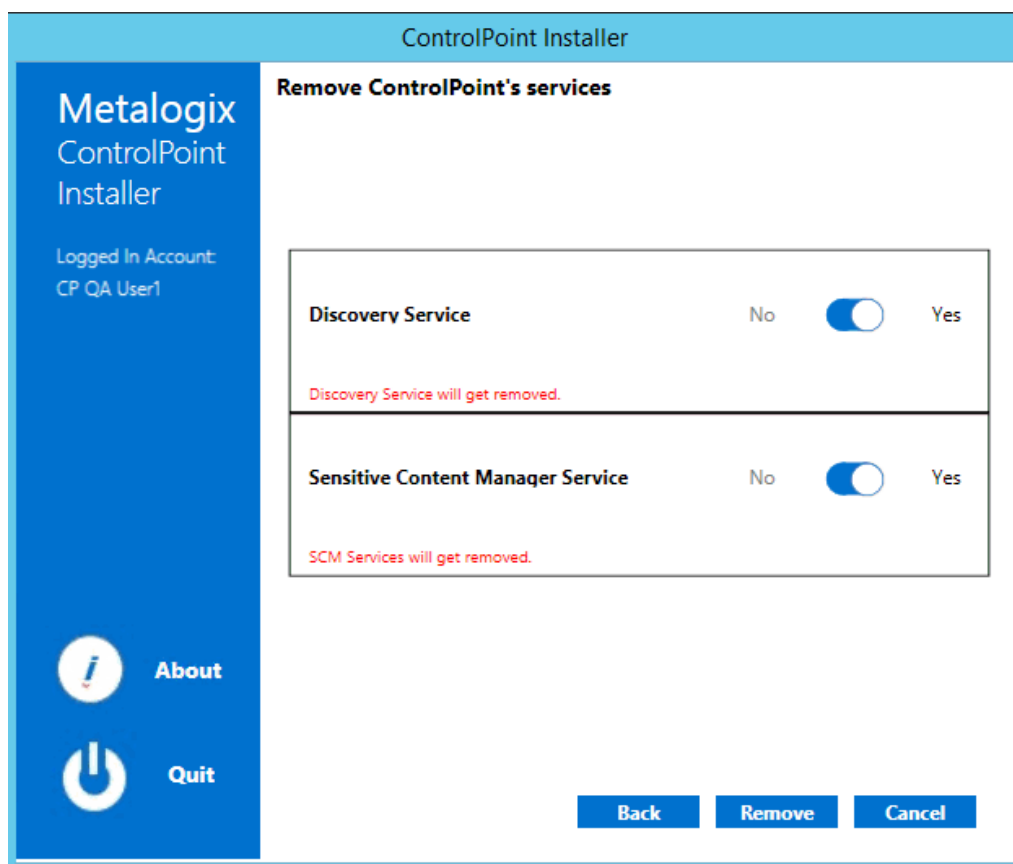 ControlPoint Installer
Metalogix
ControlPoint
Installer
Logged In Account:
CP QA User1
About
Quit
Remove ControlPoint's services
Discovery Service No Yes
Discovery Service will get removed.
Sensitive Content Manager Service No Yes
SCM Services will get removed.
Back Remove Cancel